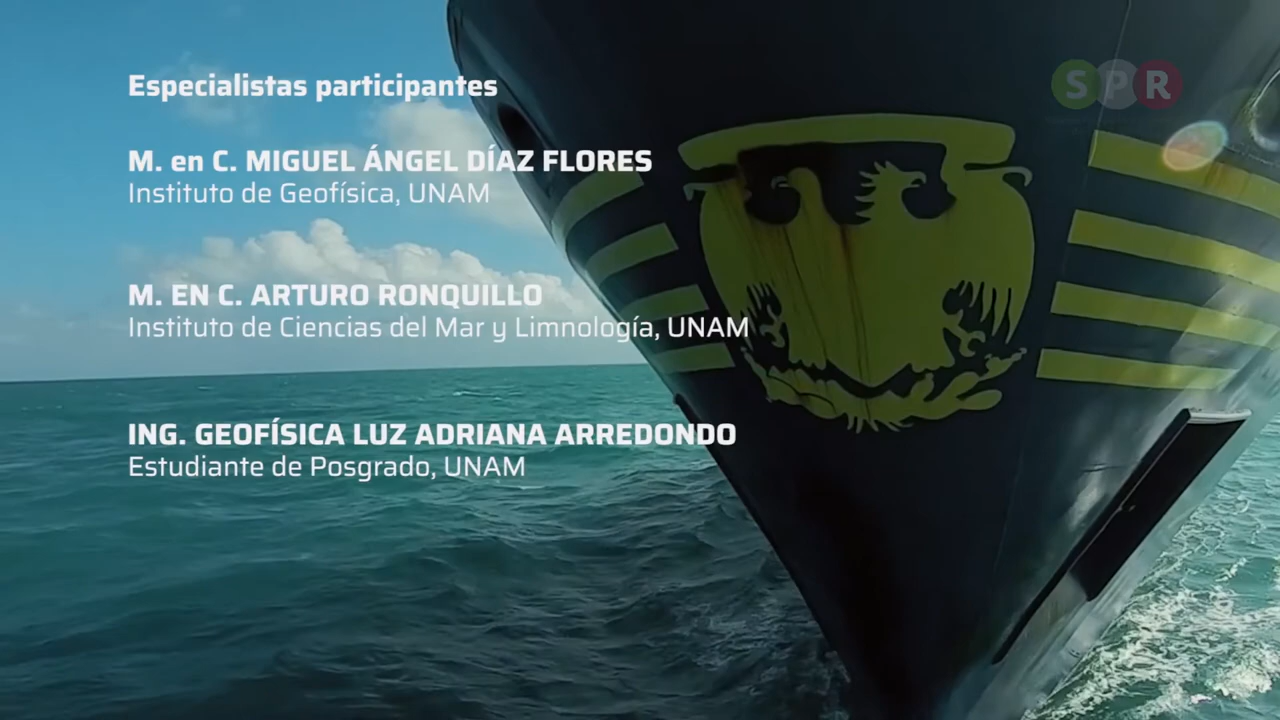 Especialistas participantes
SPR
M. en C. MIGUEL ÁNGEL DÍAZ FLORES
Instituto de Geofísica, UNAM
M. EN C. ARTURO RONQUILLO
Instituto de Ciencias del Mar y Limnología, UNAM
ING. GEOFÍSICA LUZ ADRIANA ARREDONDO
Estudiante de Posgrado, UNAM